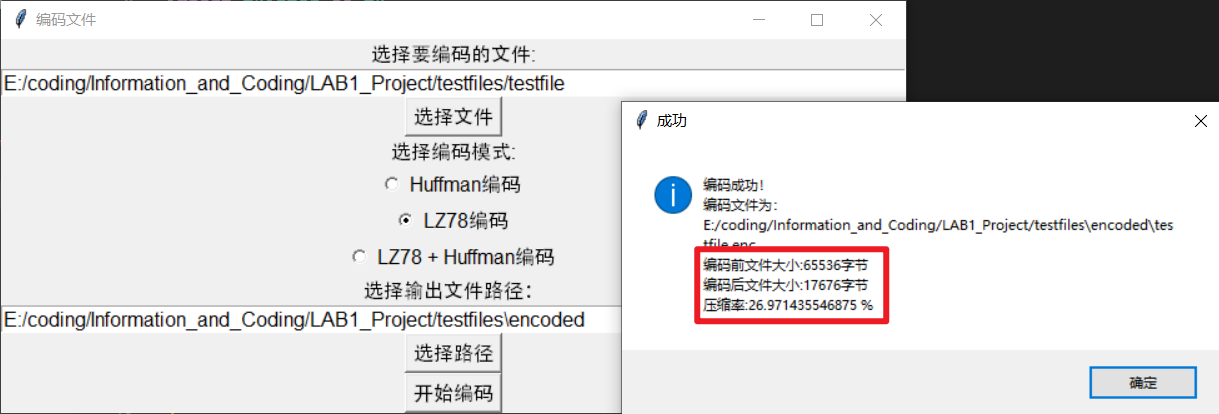 编码文件
选择要编码的文件:
E:/coding/Information_and_Coding/LAB1_Project/testfiles/testfile
选择文件
选择编码模式:
Huffman编码
LZ78编码
LZ78 + Huffman编码
选择输出文件路径：
E:/coding/Information_and_Coding/LAB1_Project/testfiles\encoded
选择路径
开始编码
成功
编码成功！
编码文件为：
E:/coding/Information_and_Coding/LAB1_Project/testfiles\encoded\tes
tfile.enc
编码前文件大小:65536字节
编码后文件大小:17676字节
压缩率:26.971435546875 %
确定